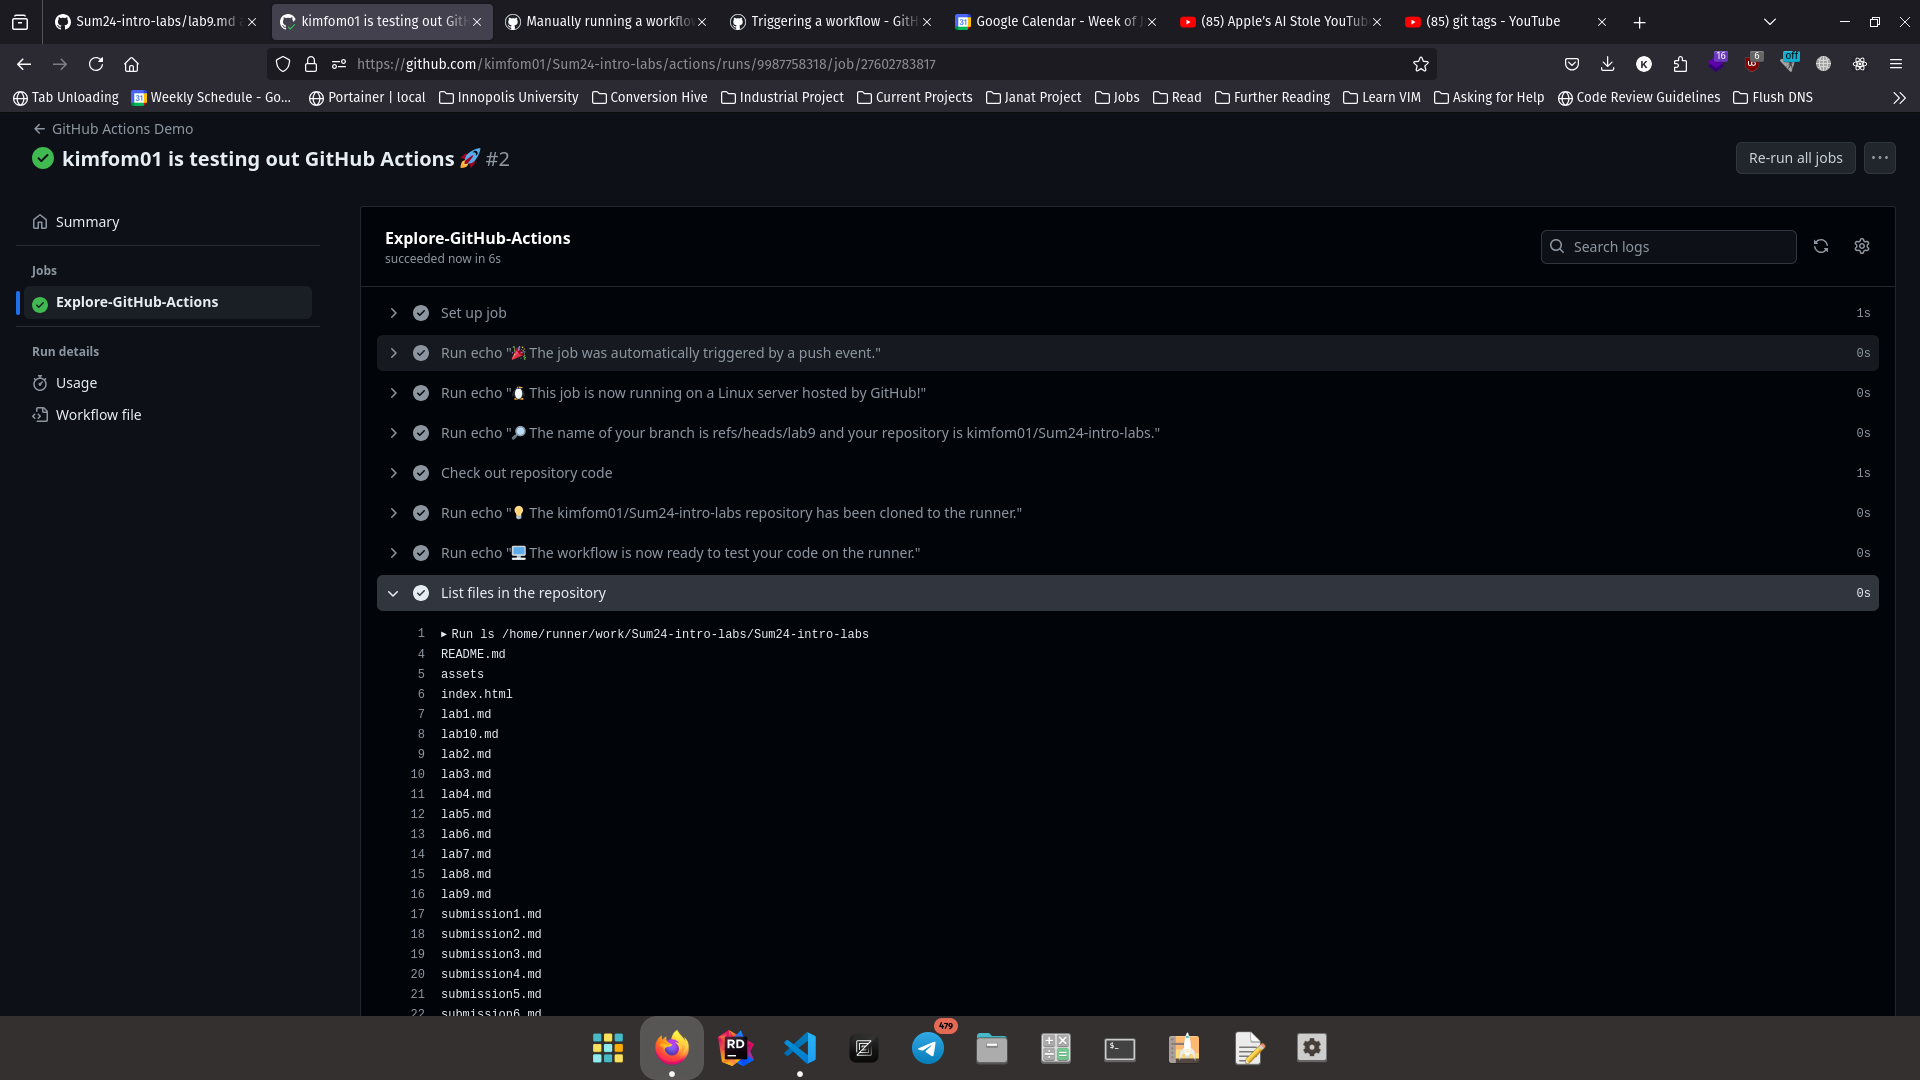 Sum24-intro-labs/lab9.md
kimfom01 is testing out GitH
Manually running a workflow
Triggering a workflow - GitH
Google Calendar - Week of J
(85) Apple's AI Stole YouTub
(85) git tags - YouTube
https://github.com/kimfom01/Sum24-intro-labs/actions/runs/9987758318/job/27602783817
K
16
6
off
Tab Unloading
31 Weekly Schedule - Go...
Portainer | local
Innopolis University
Conversion Hive
Industrial Project
Current Projects
Janat Project
Jobs
Read
Further Reading
Learn VIM
Asking for Help
Code Review Guidelines
Flush DNS
← GitHub Actions Demo
kimfom01 is testing out GitHub Actions 🚀 #2
Re-run all jobs
Summary
Jobs
Explore-GitHub-Actions
Run details
Usage
Workflow file
Explore-GitHub-Actions
succeeded now in 6s
Search logs
Set up job 1s
Run echo "🎉 The job was automatically triggered by a push event." 0s
Run echo "🐧 This job is now running on a Linux server hosted by GitHub!" 0s
Run echo "🔎 The name of your branch is refs/heads/lab9 and your repository is kimfom01/Sum24-intro-labs." 0s
Check out repository code 1s
Run echo "💡 The kimfom01/Sum24-intro-labs repository has been cloned to the runner." 0s
Run echo "🖥️ The workflow is now ready to test your code on the runner." 0s
List files in the repository 0s
1 ▸ Run ls /home/runner/work/Sum24-intro-labs/Sum24-intro-labs
4 README.md
5 assets
6 index.html
7 lab1.md
8 lab10.md
9 lab2.md
10 lab3.md
11 lab4.md
12 lab5.md
13 lab6.md
14 lab7.md
15 lab8.md
16 lab9.md
17 submission1.md
18 submission2.md
19 submission3.md
20 submission4.md
21 submission5.md
22 submission6.md
RD
479